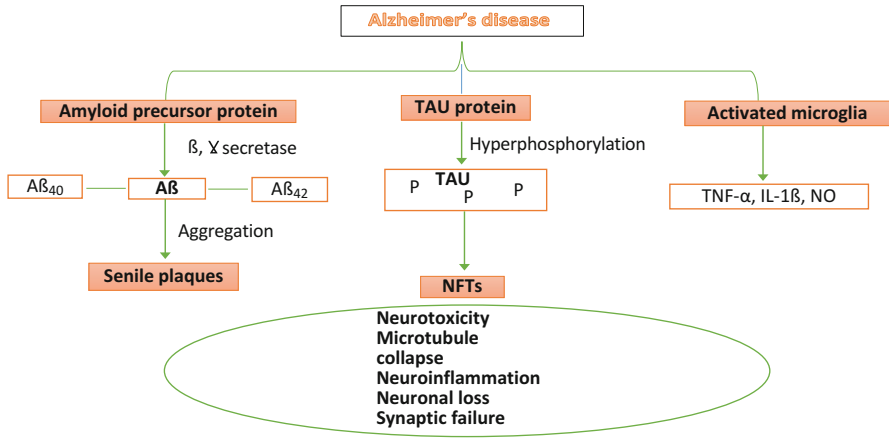 Alzheimer's disease
Amyloid precursor protein
TAU protein
Activated microglia
ß, ɣ secretase
Hyperphosphorylation
Aß₄₀
Aß
Aß₄₂
TAU
P
P
P
TNF-α, IL-1ß, NO
Aggregation
Senile plaques
NFTs
Neurotoxicity
Microtubule
collapse
Neuroinflammation
Neuronal loss
Synaptic failure